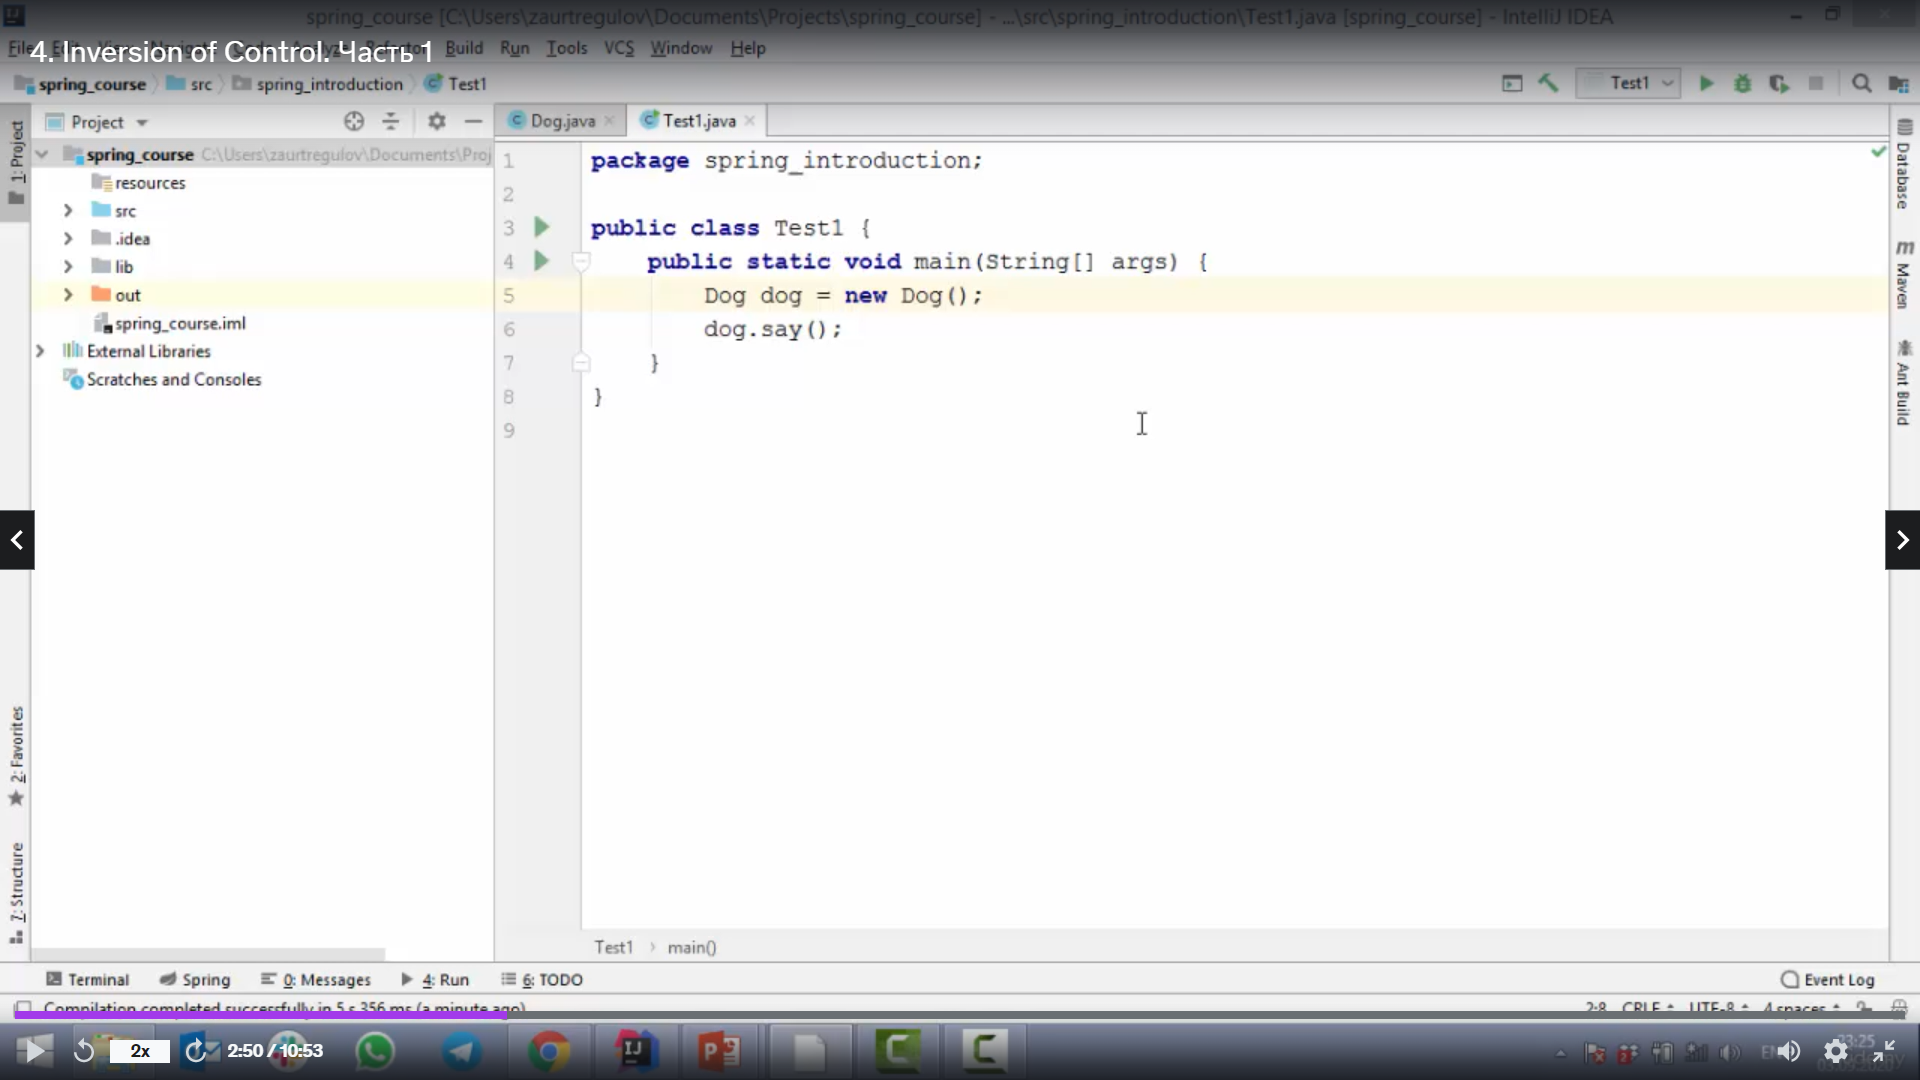 spring_course [C:\Users\zaurtregulov\Documents\Projects\spring_course] - ...\src\spring_introduction\Test1.java [spring_course] - IntelliJ IDEA
4. Inversion of Control. Часть 1
File Build Run Tools VCS Window Help
spring_course src spring_introduction Test1
Test1
1: Project
Project
Dog.java
Test1.java
spring_course C:\Users\zaurtregulov\Documents\Proj
resources
src
.idea
lib
out
spring_course.iml
External Libraries
Scratches and Consoles
1 package spring_introduction;
2
3 public class Test1 {
4 public static void main(String[] args) {
5 Dog dog = new Dog();
6 dog.say();
7 }
8 }
9
Database
Maven
Ant Build
2: Favorites
7: Structure
Test1 main()
Terminal Spring 0: Messages 4: Run 6: TODO Event Log
Compilation completed successfully in 5 s 356 ms (a minute ago)
2:8 CRLF UTF-8 4 spaces
2x 2:50 / 10:53
23:25